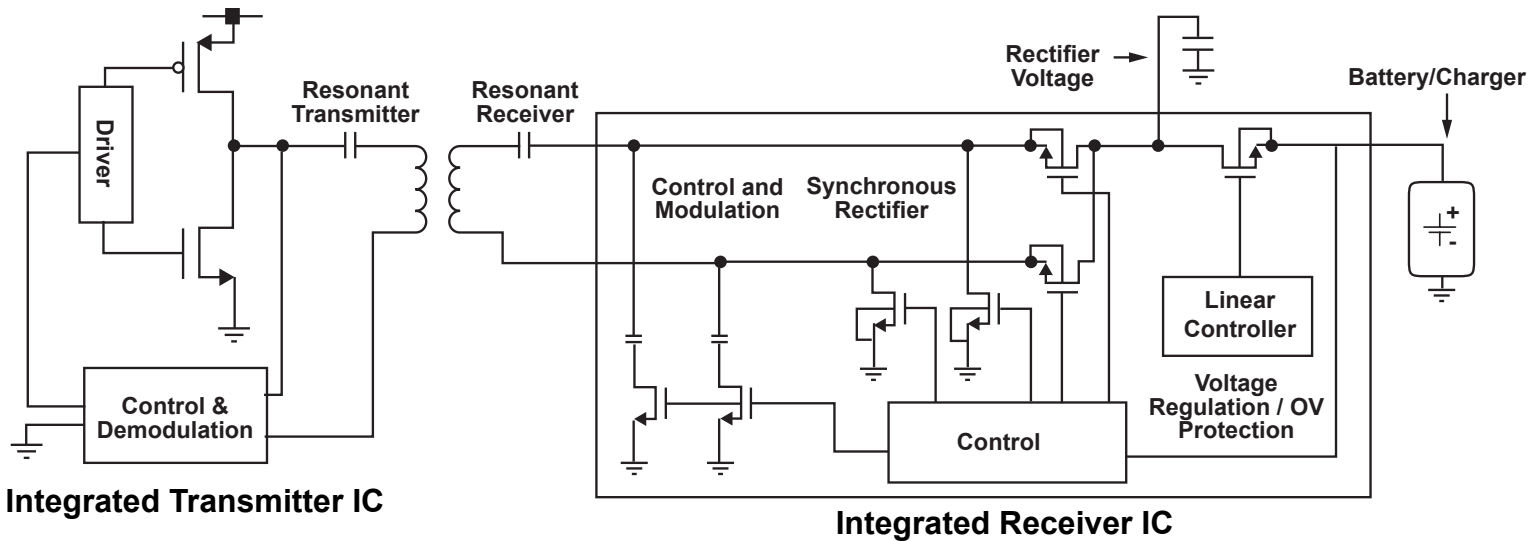 Driver
Resonant
Transmitter
Resonant
Receiver
Rectifier
Voltage
Battery/Charger
Control and
Modulation
Synchronous
Rectifier
+
-
Linear
Controller
Control &
Demodulation
Control
Voltage
Regulation / OV
Protection
Integrated Transmitter IC
Integrated Receiver IC